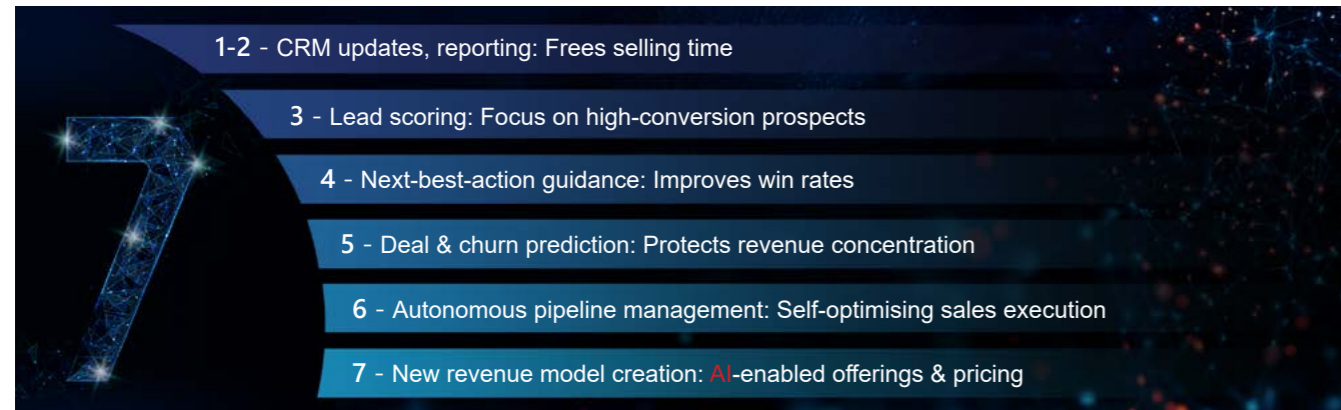 7
1-2 - CRM updates, reporting: Frees selling time
3 - Lead scoring: Focus on high-conversion prospects
4 - Next-best-action guidance: Improves win rates
5 - Deal & churn prediction: Protects revenue concentration
6 - Autonomous pipeline management: Self-optimising sales execution
7 - New revenue model creation: AI-enabled offerings & pricing